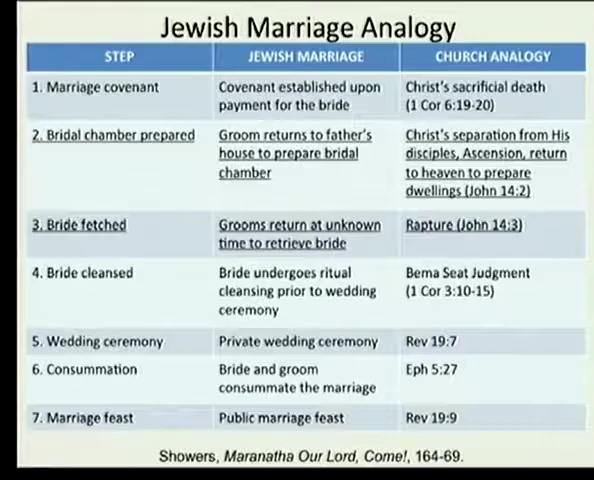 Jewish Marriage Analogy
STEP JEWISH MARRIAGE CHURCH ANALOGY
1. Marriage covenant
Covenant established upon
payment for the bride
Christ's sacrificial death
(1 Cor 6:19-20)
2. Bridal chamber prepared
Groom returns to father's
house to prepare bridal
chamber
Christ's separation from His
disciples, Ascension, return
to heaven to prepare
dwellings (John 14:2)
3. Bride fetched
Grooms return at unknown
time to retrieve bride
Rapture (John 14:3)
4. Bride cleansed
Bride undergoes ritual
cleansing prior to wedding
ceremony
Bema Seat Judgment
(1 Cor 3:10-15)
5. Wedding ceremony
Private wedding ceremony
Rev 19:7
6. Consummation
Bride and groom
consummate the marriage
Eph 5:27
7. Marriage feast
Public marriage feast
Rev 19:9
Showers, Maranatha Our Lord, Come!, 164-69.